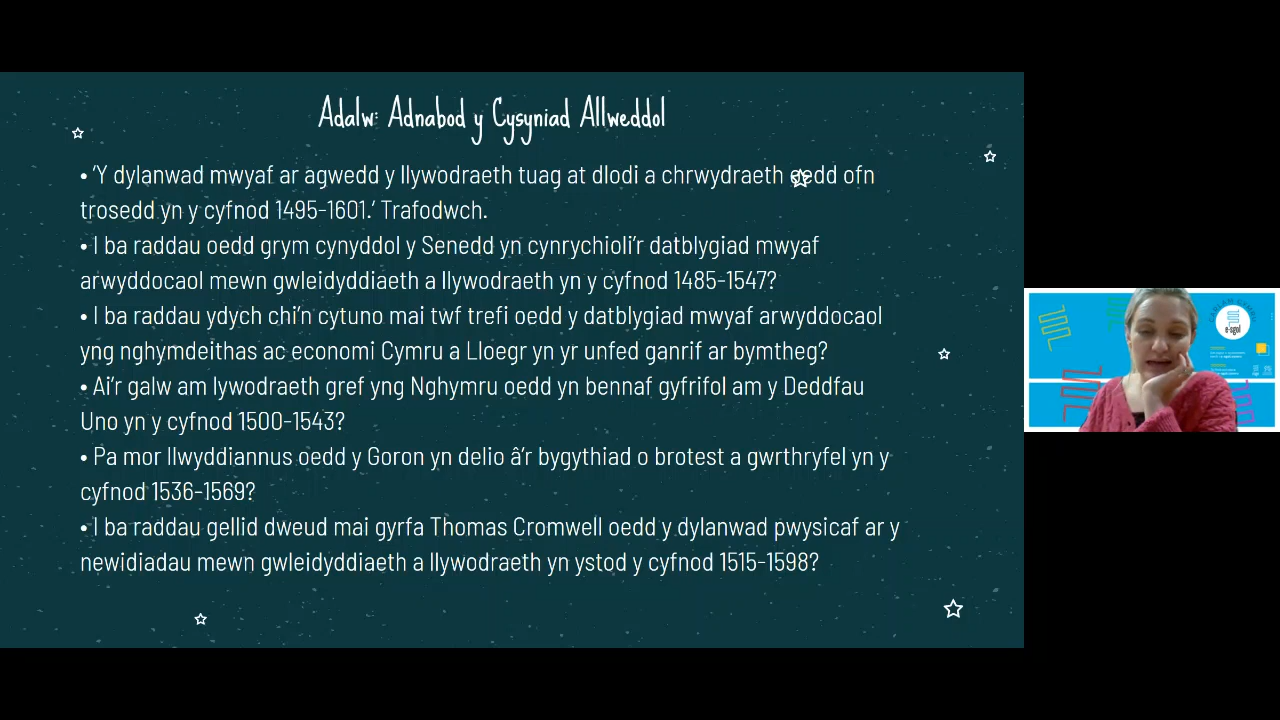 Adalw: Adnabod y Cysyniad Allweddol
• 'Y dylanwad mwyaf ar agwedd y llywodraeth tuag at dlodi a chrwydraeth oedd ofn
trosedd yn y cyfnod 1495-1601.' Trafodwch.
• I ba raddau oedd grym cynyddol y Senedd yn cynrychioli'r datblygiad mwyaf
arwyddocaol mewn gwleidyddiaeth a llywodraeth yn y cyfnod 1485-1547?
• I ba raddau ydych chi'n cytuno mai twf trefi oedd y datblygiad mwyaf arwyddocaol
yng nghymdeithas ac economi Cymru a Lloegr yn yr unfed ganrif ar bymtheg?
• Ai'r galw am lywodraeth gref yng Nghymru oedd yn bennaf gyfrifol am y Deddfau
Uno yn y cyfnod 1500-1543?
• Pa mor llwyddiannus oedd y Goron yn delio â'r bygythiad o brotest a gwrthryfel yn y
cyfnod 1536-1569?
• I ba raddau gellid dweud mai gyrfa Thomas Cromwell oedd y dylanwad pwysicaf ar y
newidiadau mewn gwleidyddiaeth a llywodraeth yn ystod y cyfnod 1515-1598?
e-sgol